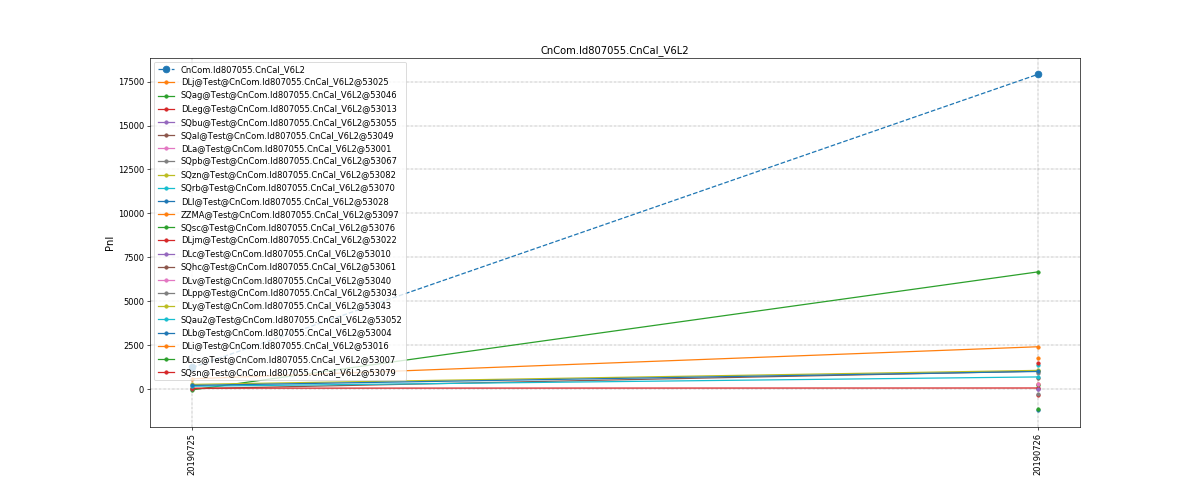 CnCom.Id807055.CnCal_V6L2
CnCom.Id807055.CnCal_V6L2
DLj@Test@CnCom.Id807055.CnCal_V6L2@53025
SQag@Test@CnCom.Id807055.CnCal_V6L2@53046
DLeg@Test@CnCom.Id807055.CnCal_V6L2@53013
SQbu@Test@CnCom.Id807055.CnCal_V6L2@53055
SQal@Test@CnCom.Id807055.CnCal_V6L2@53049
DLa@Test@CnCom.Id807055.CnCal_V6L2@53001
SQpb@Test@CnCom.Id807055.CnCal_V6L2@53067
SQzn@Test@CnCom.Id807055.CnCal_V6L2@53082
SQrb@Test@CnCom.Id807055.CnCal_V6L2@53070
DLl@Test@CnCom.Id807055.CnCal_V6L2@53028
ZZMA@Test@CnCom.Id807055.CnCal_V6L2@53097
SQsc@Test@CnCom.Id807055.CnCal_V6L2@53076
DLjm@Test@CnCom.Id807055.CnCal_V6L2@53022
DLc@Test@CnCom.Id807055.CnCal_V6L2@53010
SQhc@Test@CnCom.Id807055.CnCal_V6L2@53061
DLv@Test@CnCom.Id807055.CnCal_V6L2@53040
DLpp@Test@CnCom.Id807055.CnCal_V6L2@53034
DLy@Test@CnCom.Id807055.CnCal_V6L2@53043
SQau2@Test@CnCom.Id807055.CnCal_V6L2@53052
DLb@Test@CnCom.Id807055.CnCal_V6L2@53004
DLi@Test@CnCom.Id807055.CnCal_V6L2@53016
DLcs@Test@CnCom.Id807055.CnCal_V6L2@53007
SQsn@Test@CnCom.Id807055.CnCal_V6L2@53079
17500
15000
12500
10000
7500
5000
2500
0
Pnl
20190725
20190726